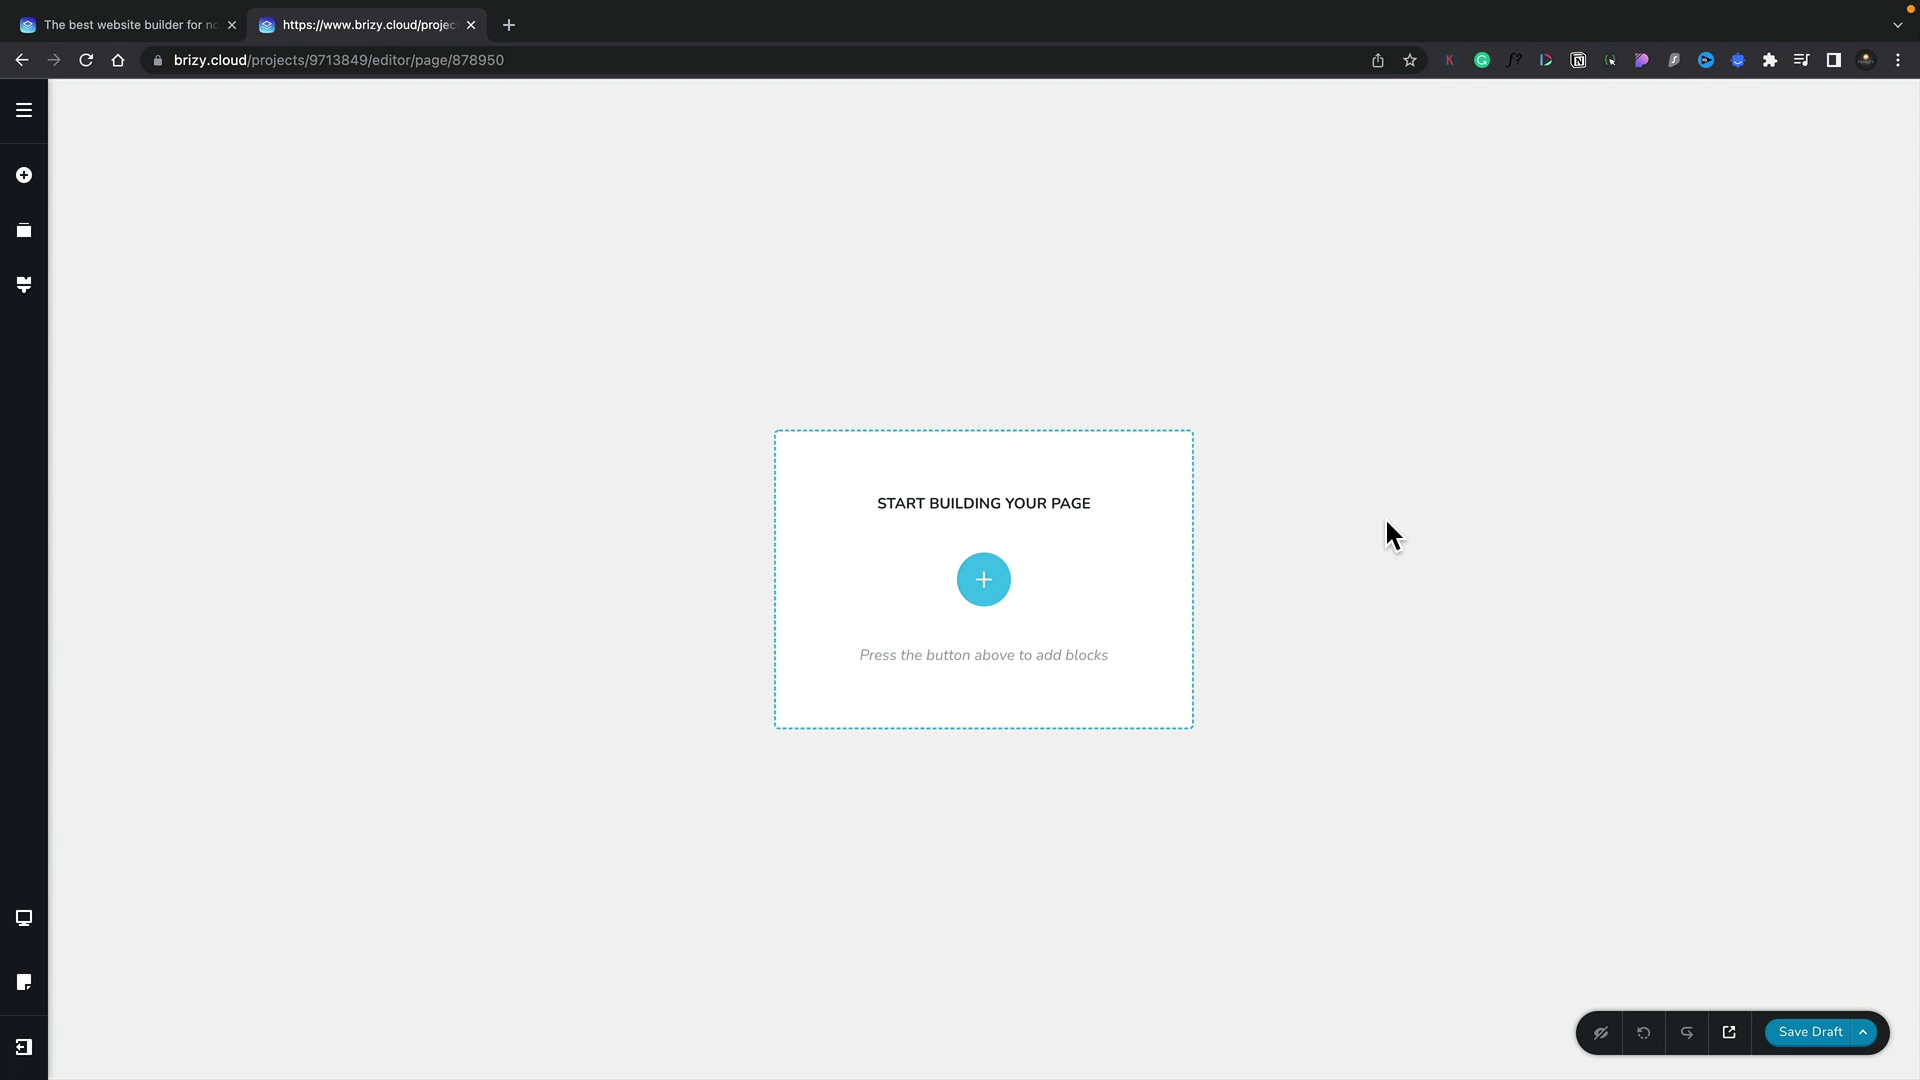 The best website builder for no
https://www.brizy.cloud/projec
brizy.cloud/projects/9713849/editor/page/878950
START BUILDING YOUR PAGE
Press the button above to add blocks
Save Draft